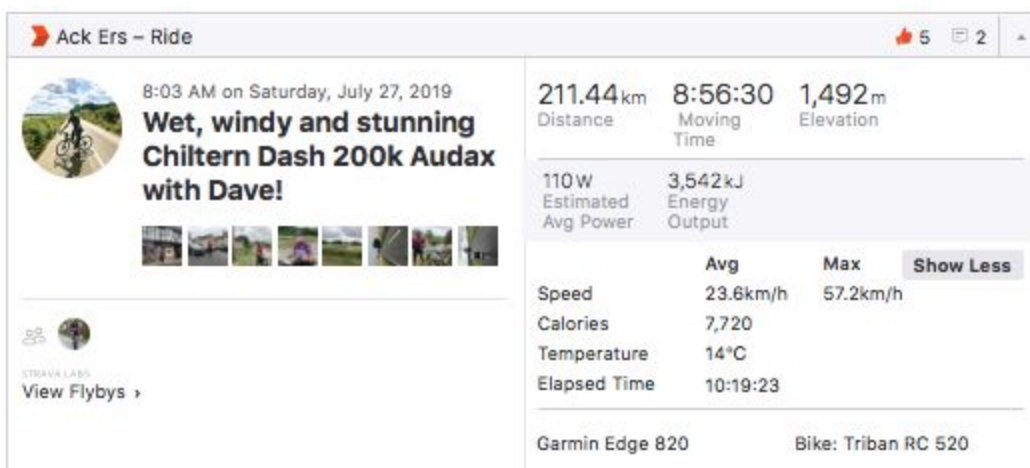 Ack Ers – Ride
5
2
8:03 AM on Saturday, July 27, 2019
Wet, windy and stunning
Chiltern Dash 200k Audax
with Dave!
STRAVA LABS
View Flybys ›
211.44km 8:56:30 1,492m
Distance Moving Time Elevation
110W 3,542kJ
Estimated Avg Power Energy Output
Avg Max Show Less
Speed 23.6km/h 57.2km/h
Calories 7,720
Temperature 14°C
Elapsed Time 10:19:23
Garmin Edge 820 Bike: Triban RC 520